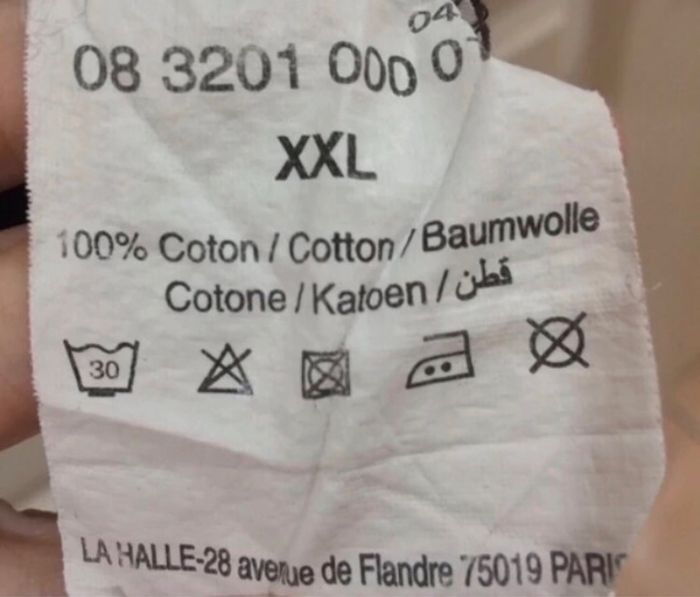 04
08 3201 000 0
XXL
100% Coton / Cotton / Baumwolle
Cotone / Katoen / قطن
30
LA HALLE-28 avenue de Flandre 75019 PARIS